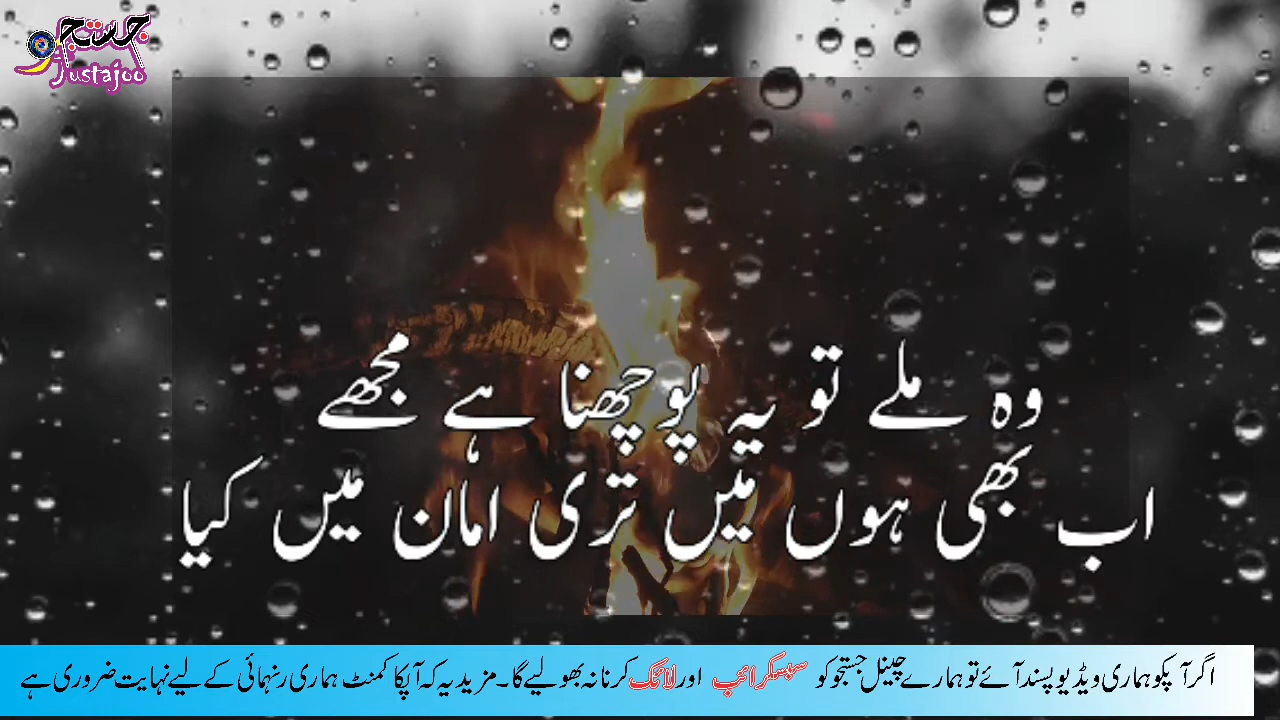 جستجو
Justajoo
وہ ملے تو یہ پوچھنا ہے مجھے
اب بھی ہوں میں تری امان میں کیا
اگر آپکو ہماری ویڈیو پسند آئے تو ہمارے چینل جستجو کو سبسکرائب اور لائک کرنا نہ بھولیے گا۔ مزید یہ کہ آپکا کمنٹ ہماری رہنمائی کے لیے نہایت ضروری ہے